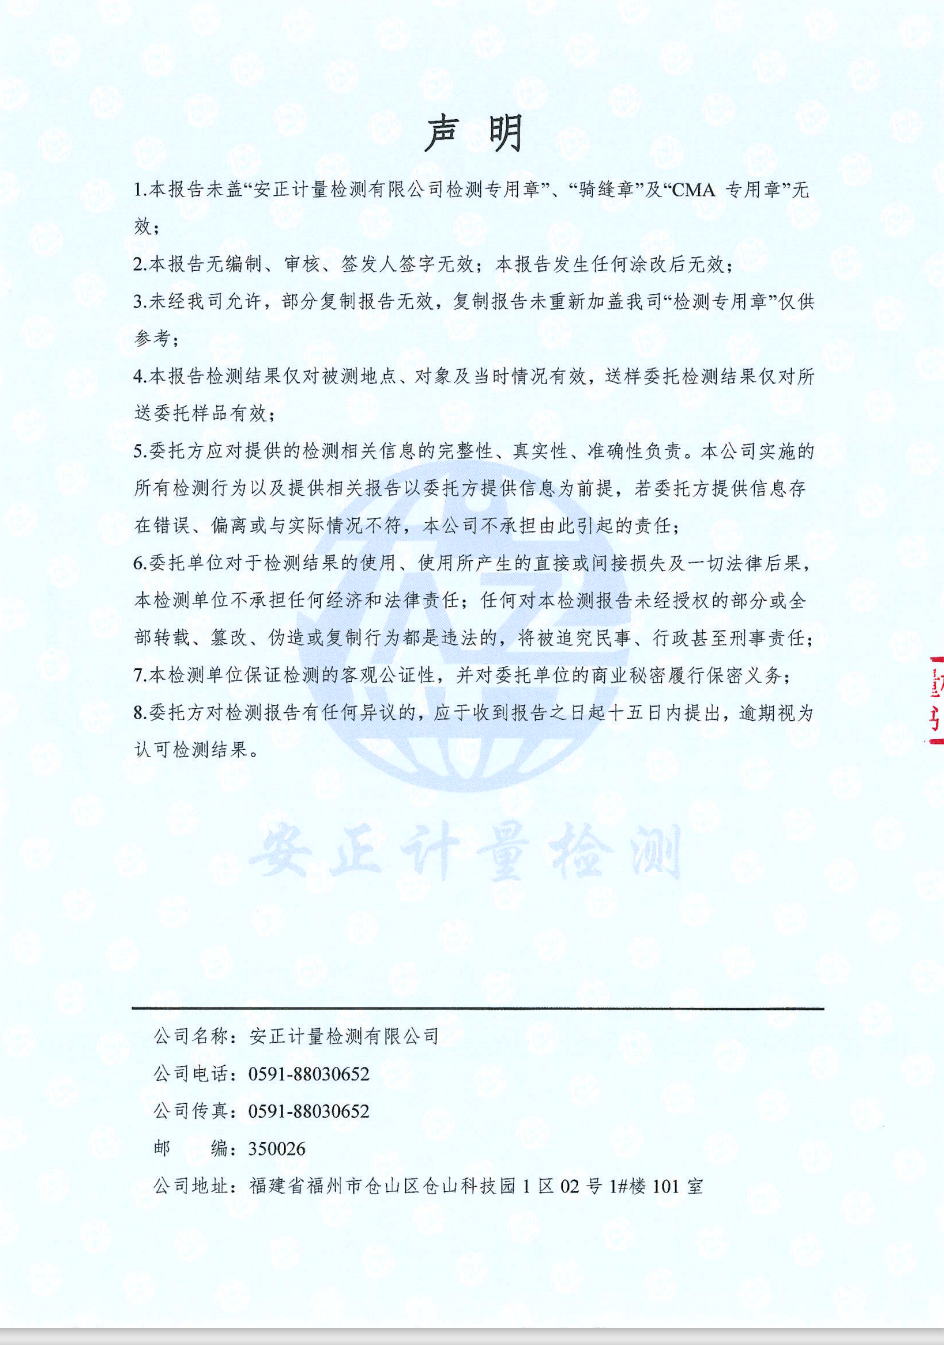 声 明
1.本报告未盖“安正计量检测有限公司检测专用章”、“骑缝章”及“CMA 专用章”无
效；
2.本报告无编制、审核、签发人签字无效；本报告发生任何涂改后无效；
3.未经我司允许，部分复制报告无效，复制报告未重新加盖我司“检测专用章”仅供
参考；
4.本报告检测结果仅对被测地点、对象及当时情况有效，送样委托检测结果仅对所
送委托样品有效；
5.委托方应对提供的检测相关信息的完整性、真实性、准确性负责。本公司实施的
所有检测行为以及提供相关报告以委托方提供信息为前提，若委托方提供信息存
在错误、偏离或与实际情况不符，本公司不承担由此引起的责任；
6.委托单位对于检测结果的使用、使用所产生的直接或间接损失及一切法律后果，
本检测单位不承担任何经济和法律责任；任何对本检测报告未经授权的部分或全
部转载、篡改、伪造或复制行为都是违法的，将被追究民事、行政甚至刑事责任；
7.本检测单位保证检测的客观公证性，并对委托单位的商业秘密履行保密义务；
8.委托方对检测报告有任何异议的，应于收到报告之日起十五日内提出，逾期视为
认可检测结果。
安正计量检测
公司名称：安正计量检测有限公司
公司电话：0591-88030652
公司传真：0591-88030652
邮 编：350026
公司地址：福建省福州市仓山区仓山科技园 1 区 02 号 1#楼 101 室